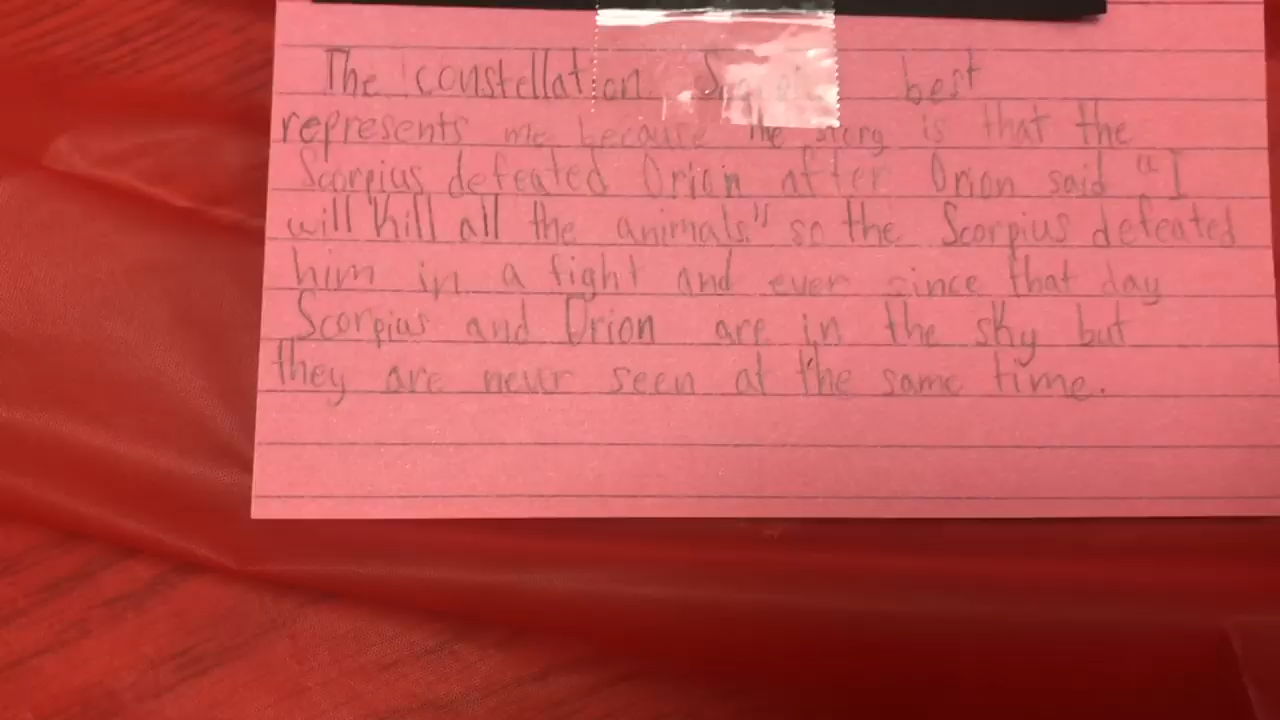 The constellation best
represents me because the story is that the
Scorpius defeated Orion after Orion said "I
will kill all the animals." so the Scorpius defeated
him in a fight and ever since that day
Scorpius and Orion are in the sky but
they are never seen at the same time.